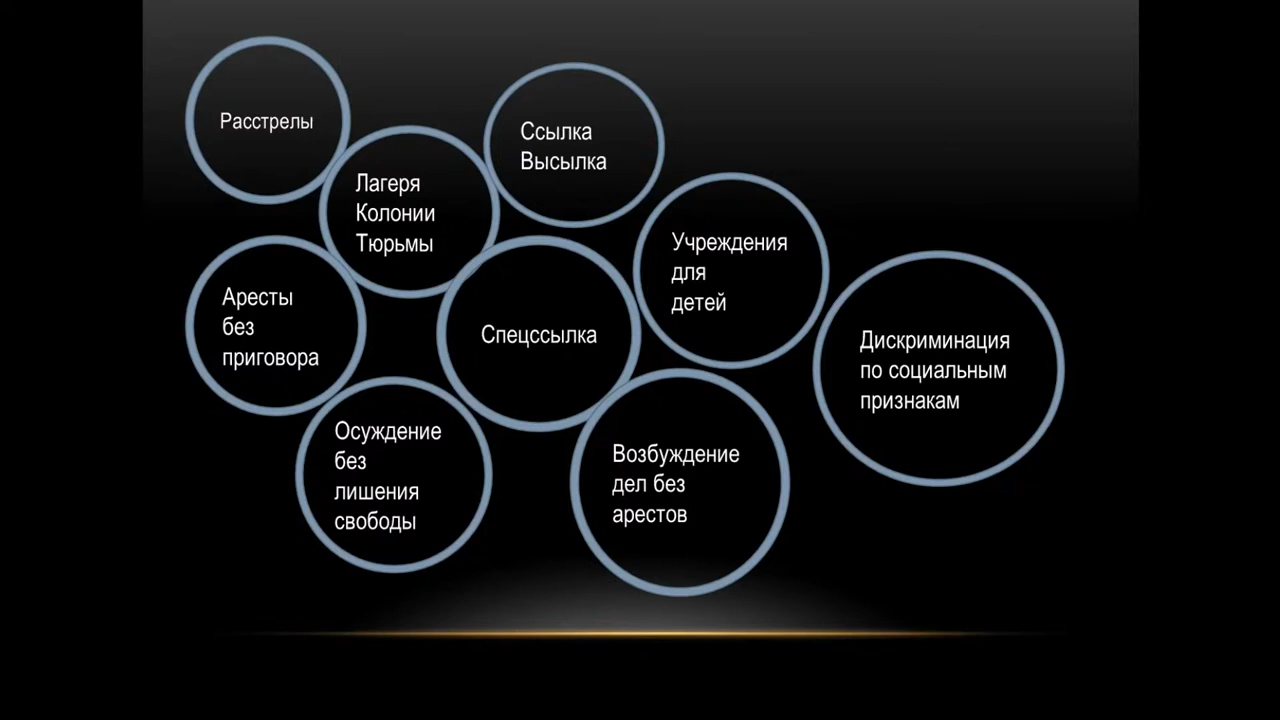 Расстрелы
Ссылка
Высылка
Лагеря
Колонии
Тюрьмы
Учреждения
для
детей
Аресты
без
приговора
Спецссылка
Дискриминация
по социальным
признакам
Осуждение
без
лишения
свободы
Возбуждение
дел без
арестов